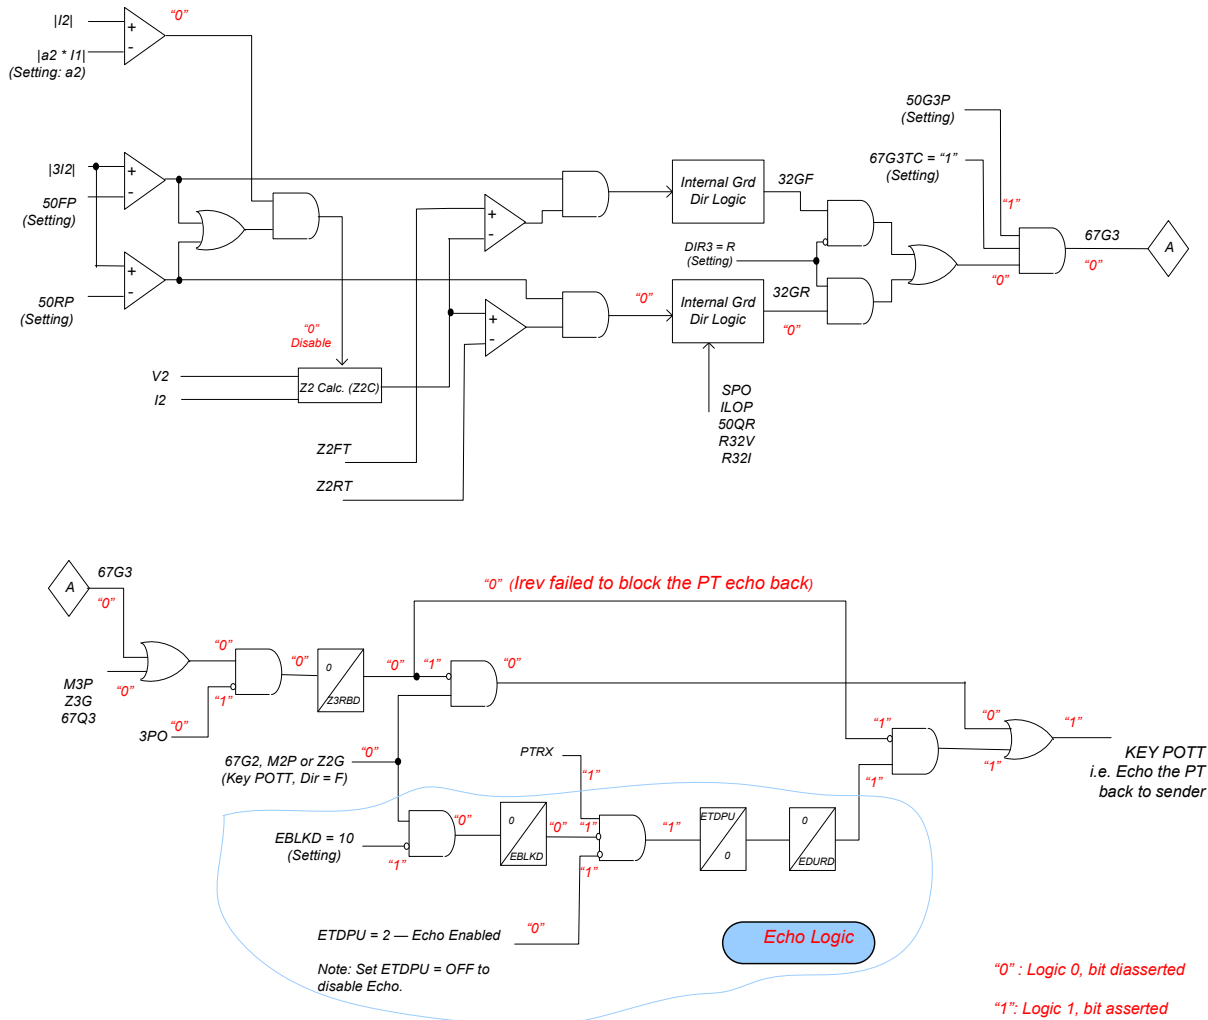 |I2|
+
-
"0"
|a2 * I1|
(Setting: a2)
|3I2|
+
-
50FP
(Setting)
+
-
50RP
(Setting)
"0"
Disable
V2
I2
Z2 Calc. (Z2C)
Z2FT
Z2RT
+
-
+
-
"0"
Internal Grd
Dir Logic
32GF
DIR3 = R
(Setting)
Internal Grd
Dir Logic
32GR
"0"
SPO
ILOP
50QR
R32V
R32I
50G3P
(Setting)
67G3TC = "1"
(Setting)
"1"
"0"
67G3
"0"
A
A
67G3
"0"
"0" (Irev failed to block the PT echo back)
M3P
Z3G
67Q3
"0"
"0"
"1"
3PO
"0"
"0"
0
Z3RBD
"0"
"1"
"0"
67G2, M2P or Z2G
(Key POTT, Dir = F)
"0"
PTRX
"1"
"1"
"1"
"0"
"1"
"1"
KEY POTT
i.e. Echo the PT
back to sender
EBLKD = 10
(Setting)
"1"
"0"
0
EBLKD
"0"
"1"
"1"
"1"
ETDPU
0
0
EDURD
ETDPU = 2 — Echo Enabled
"0"
Note: Set ETDPU = OFF to
disable Echo.
Echo Logic
"0" : Logic 0, bit diasserted
"1": Logic 1, bit asserted